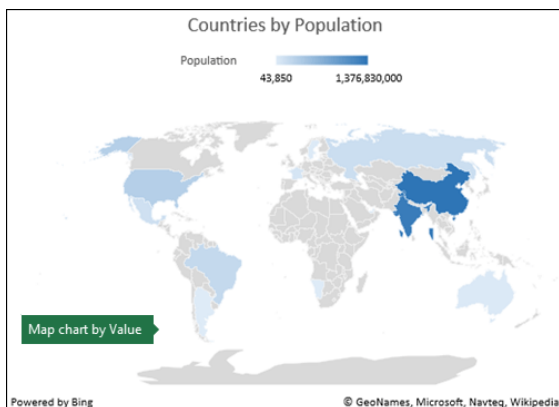 Countries by Population
Population
43,850 1,376,830,000
Map chart by Value
Powered by Bing © GeoNames, Microsoft, Navteq, Wikipedia